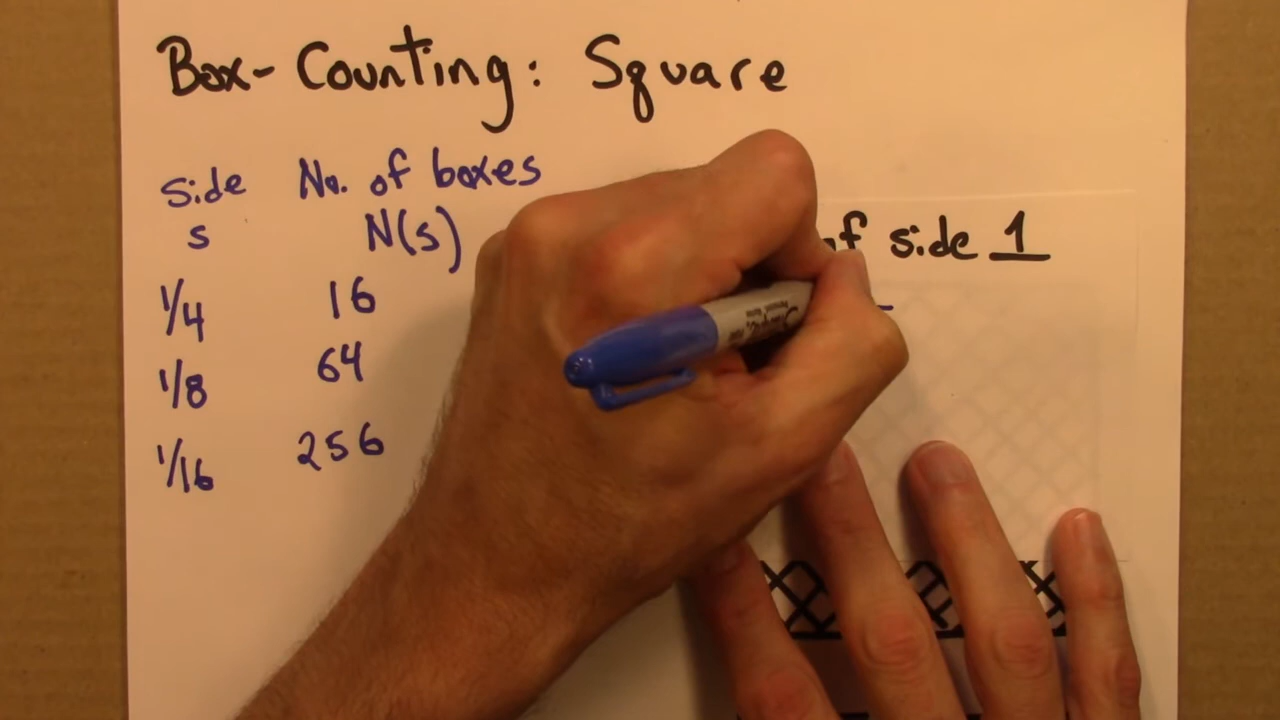 Box-Counting: Square
Side No. of boxes
s N(s)
1/4 16
1/8 64
1/16 256
of side 1